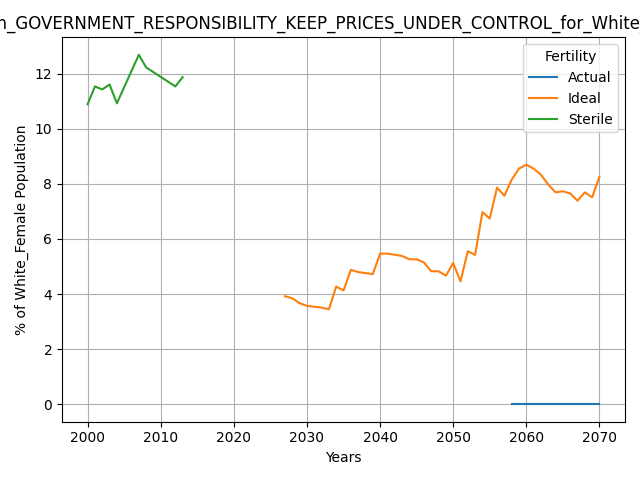 n_GOVERNMENT_RESPONSIBILITY_KEEP_PRICES_UNDER_CONTROL_for_White
Fertility
Actual
Ideal
Sterile
% of White_Female Population
12
10
8
6
4
2
0
2000 2010 2020 2030 2040 2050 2060 2070
Years